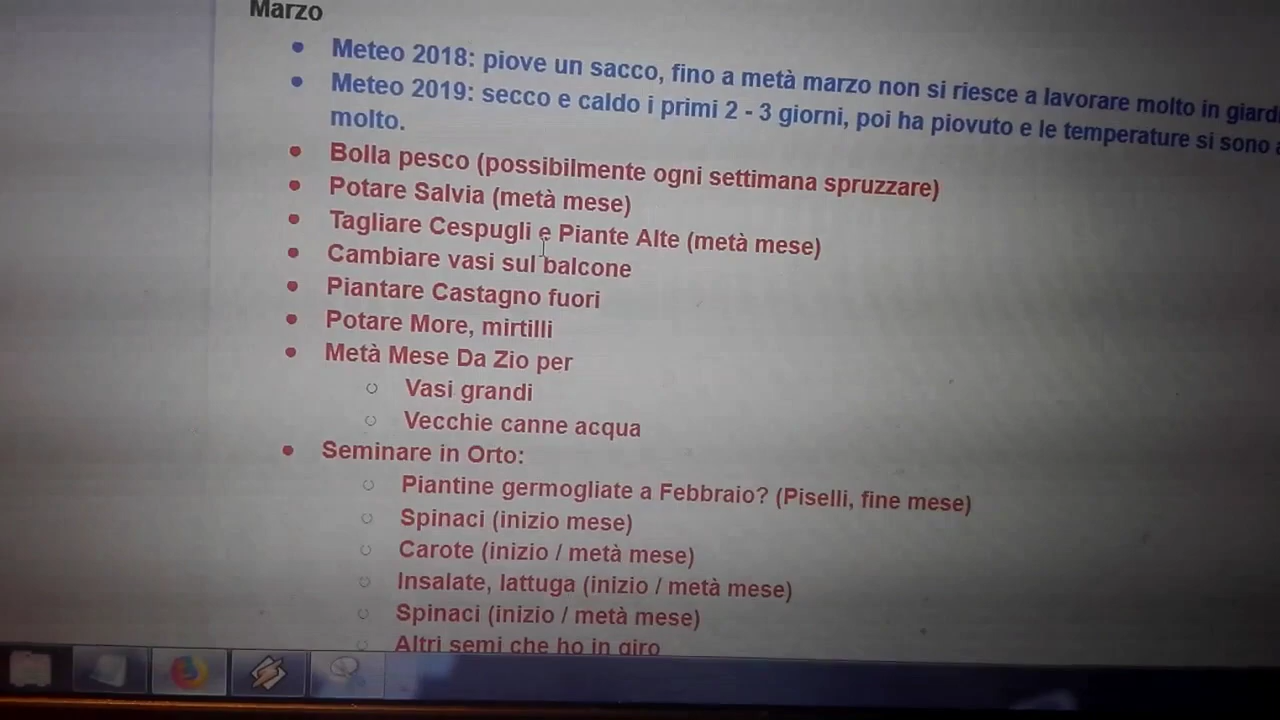 Marzo
Meteo 2018: piove un sacco, fino a metà marzo non si riesce a lavorare molto in giard
Meteo 2019: secco e caldo i primi 2 - 3 giorni, poi ha piovuto e le temperature si sono
molto.
Bolla pesco (possibilmente ogni settimana spruzzare)
Potare Salvia (metà mese)
Tagliare Cespugli e Piante Alte (metà mese)
Cambiare vasi sul balcone
Piantare Castagno fuori
Potare More, mirtilli
Metà Mese Da Zio per
Vasi grandi
Vecchie canne acqua
Seminare in Orto:
Piantine germogliate a Febbraio? (Piselli, fine mese)
Spinaci (inizio mese)
Carote (inizio / metà mese)
Insalate, lattuga (inizio / metà mese)
Spinaci (inizio / metà mese)
Altri semi che ho in giro